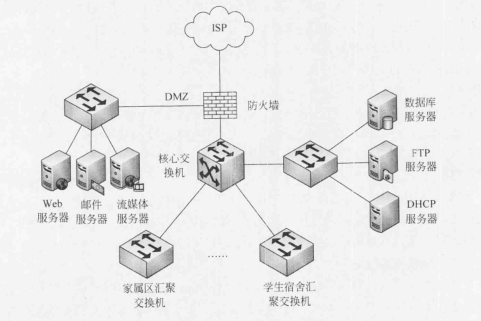 ISP
DMZ
防火墙
数据库
服务器
核心交
换机
FTP
服务器
Web
服务器
邮件
服务器
流媒体
服务器
DHCP
服务器
……
家属区汇聚
交换机
学生宿舍汇
聚交换机